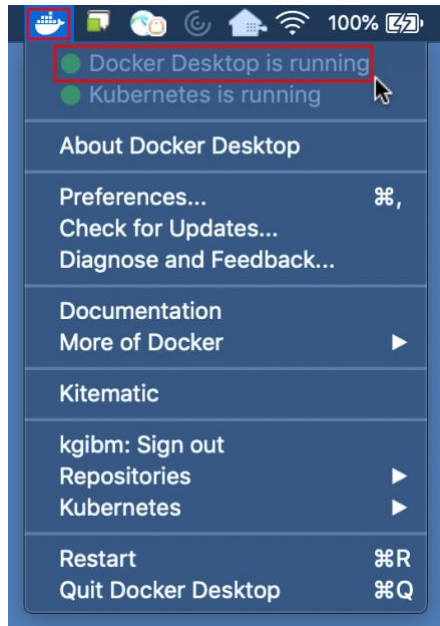 100%
Docker Desktop is running
Kubernetes is running
About Docker Desktop
Preferences... ⌘,
Check for Updates...
Diagnose and Feedback...
Documentation
More of Docker
Kitematic
kgibm: Sign out
Repositories
Kubernetes
Restart ⌘R
Quit Docker Desktop ⌘Q